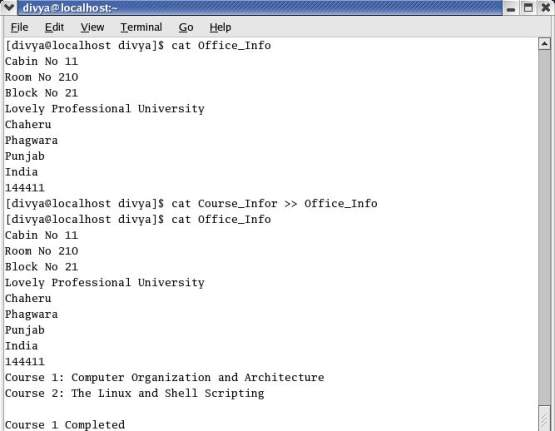 divya@localhost:~
File Edit View Terminal Go Help
[divya@localhost divya]$ cat Office_Info
Cabin No 11
Room No 210
Block No 21
Lovely Professional University
Chaheru
Phagwara
Punjab
India
144411
[divya@localhost divya]$ cat Course_Infor >> Office_Info
[divya@localhost divya]$ cat Office_Info
Cabin No 11
Room No 210
Block No 21
Lovely Professional University
Chaheru
Phagwara
Punjab
India
144411
Course 1: Computer Organization and Architecture
Course 2: The Linux and Shell Scripting
Course 1 Completed